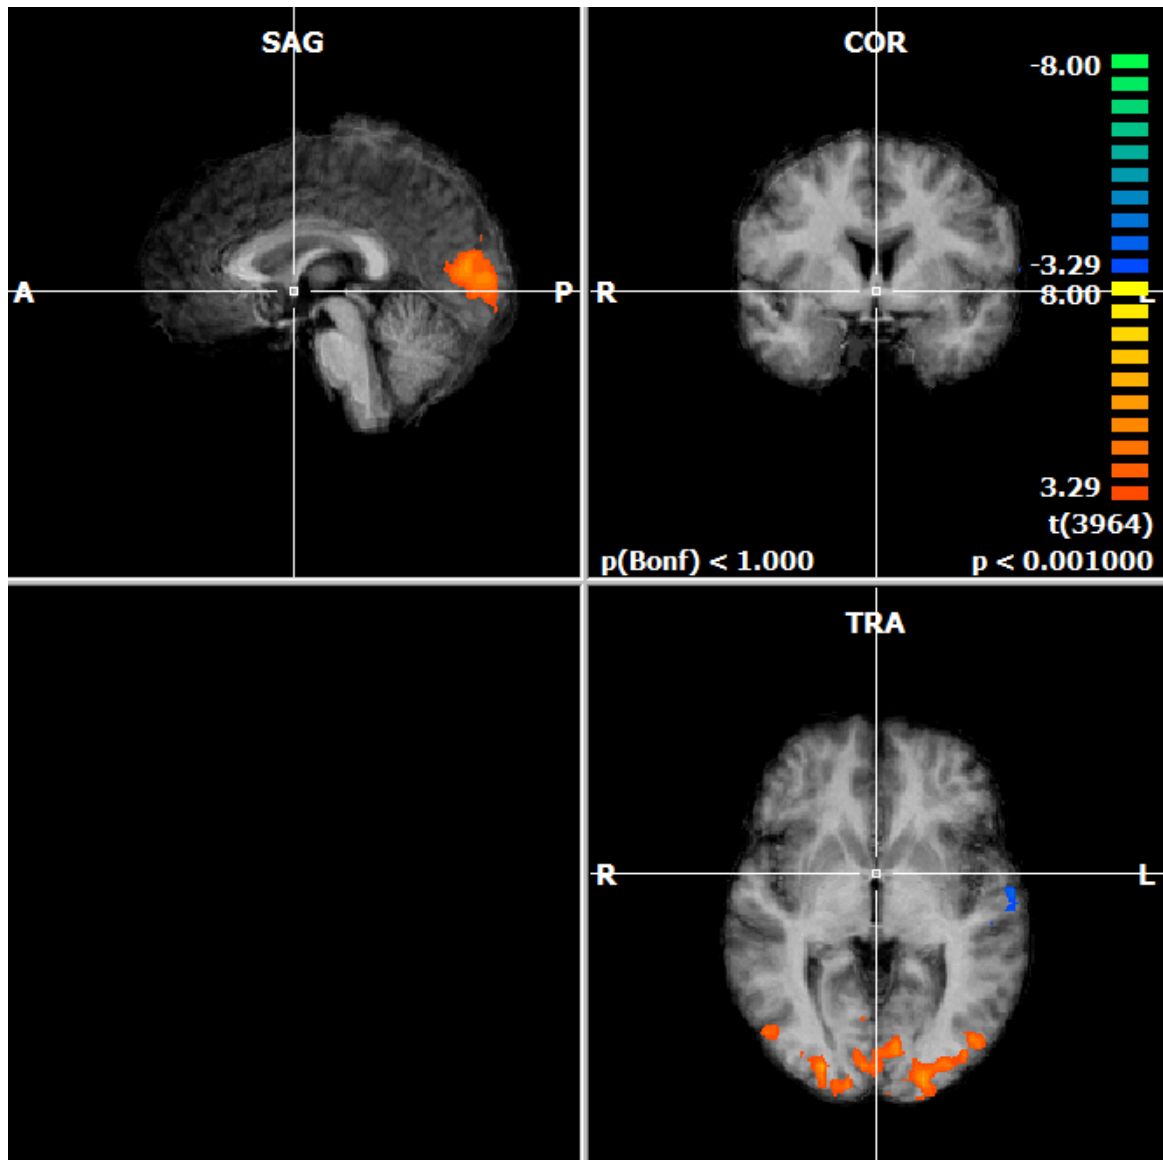 SAG
A
P
COR
-8.00
-3.29
8.00
R
L
3.29
t(3964)
p(Bonf) < 1.000
p < 0.001000
TRA
R
L